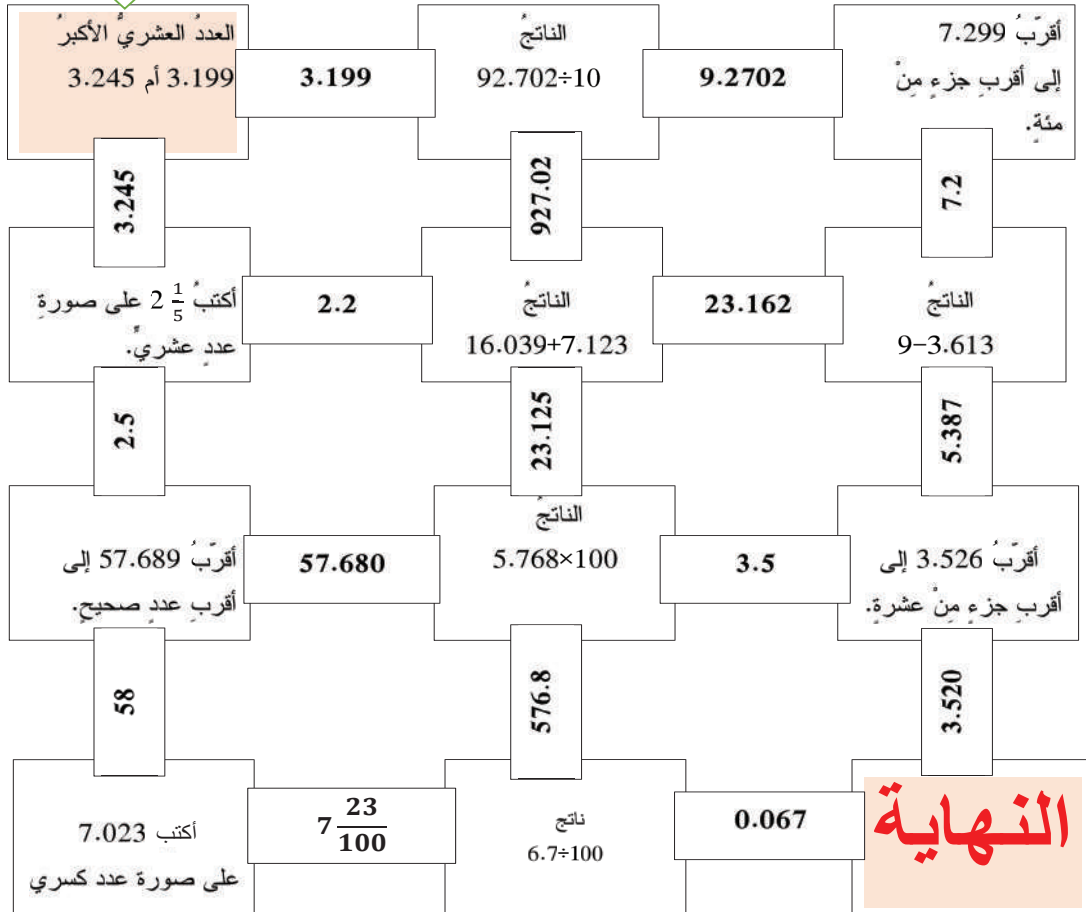 العددُ العشريُّ الأكبرُ
3.199 أم 3.245
3.199
الناتجُ
92.702÷10
9.2702
أقرّبُ 7.299
إلى أقربِ جزءٍ مِنْ
مئةٍ.
3.245
927.02
7.2
أكتبُ 2 1/5 على صورةِ
عددٍ عشريٍّ.
2.2
الناتجُ
16.039+7.123
23.162
الناتجُ
9−3.613
2.5
23.125
5.387
أقرّبُ 57.689 إلى
أقربِ عددٍ صحيحٍ.
57.680
الناتجُ
5.768×100
3.5
أقرّبُ 3.526 إلى
أقربِ جزءٍ مِنْ عشرةٍ.
58
576.8
3.520
أكتب 7.023
على صورة عدد كسري
7 23/100
ناتج
6.7÷100
0.067
النهاية